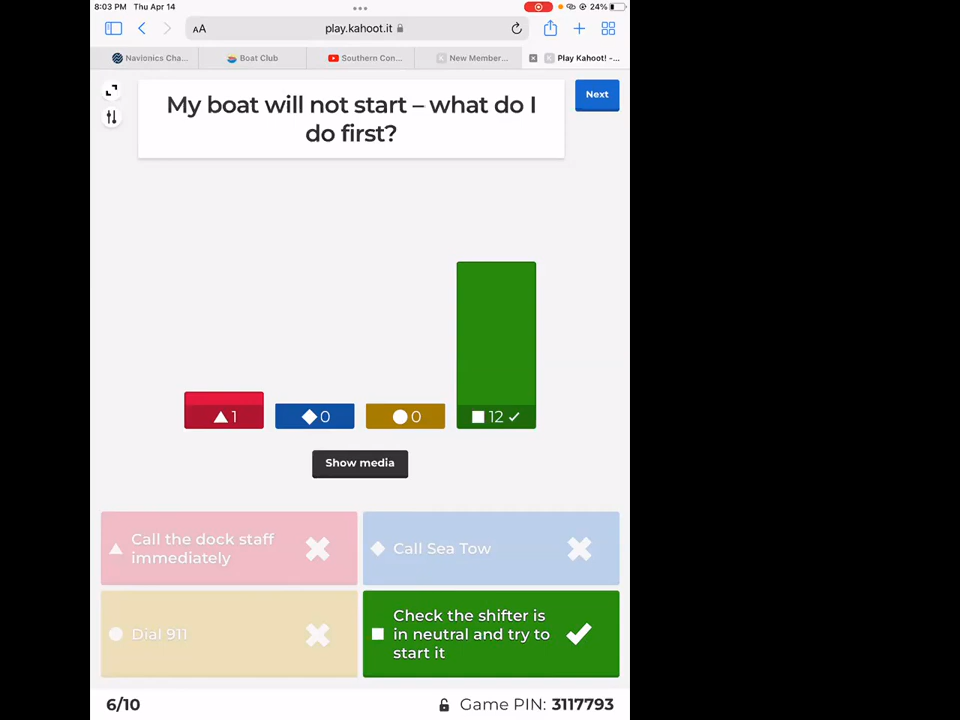 8:03 PM Thu Apr 14
24%
AA
play.kahoot.it
Navionics Cha...
Boat Club
Southern Con...
New Member...
Play Kahoot! -...
My boat will not start – what do I
do first?
Next
1
0
0
12
Show media
Call the dock staff
immediately
Call Sea Tow
Dial 911
Check the shifter is
in neutral and try to
start it
6/10
Game PIN: 3117793